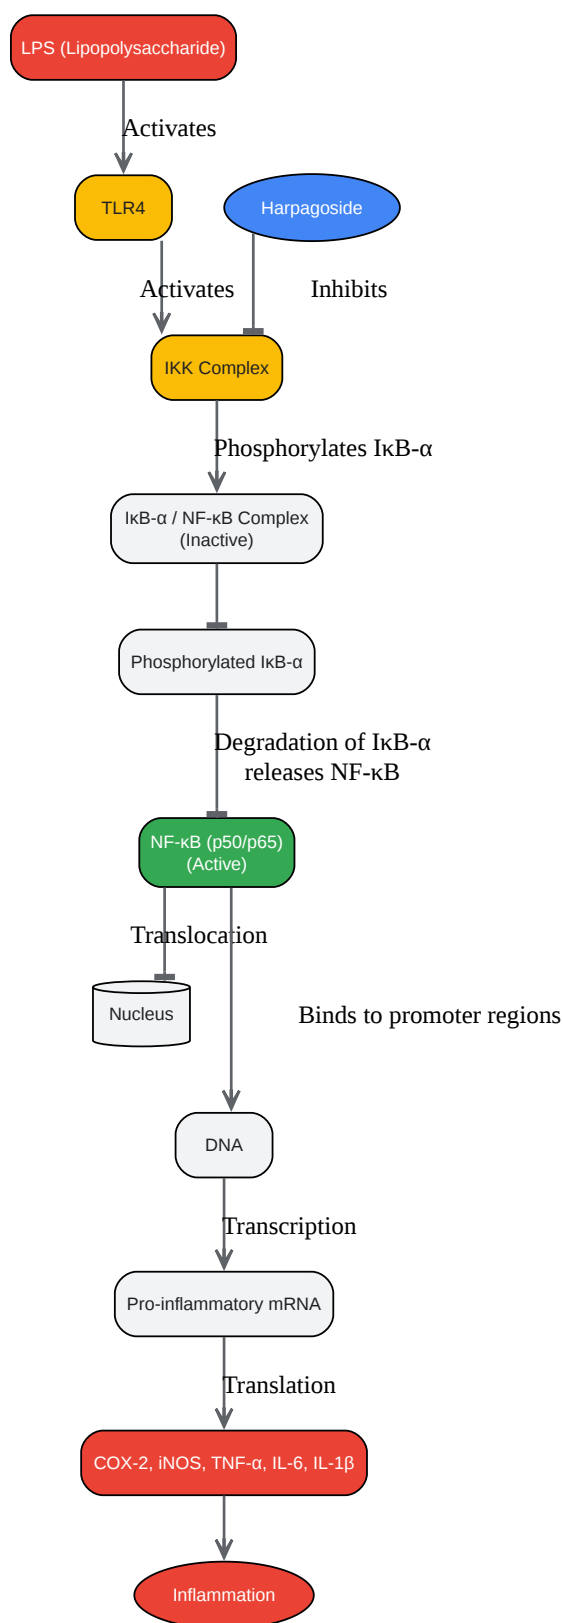 LPS (Lipopolysaccharide)
Activates
TLR4
Harpagoside
Activates
Inhibits
IKK Complex
Phosphorylates IκB-α
IκB-α / NF-κB Complex
(Inactive)
Phosphorylated IκB-α
Degradation of IκB-α
releases NF-κB
NF-κB (p50/p65)
(Active)
Translocation
Nucleus
Binds to promoter regions
DNA
Transcription
Pro-inflammatory mRNA
Translation
COX-2, iNOS, TNF-α, IL-6, IL-1β
Inflammation